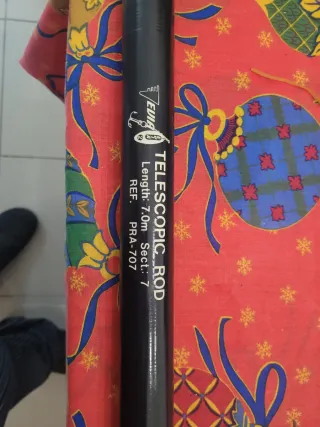 TELESCOPIC ROD
Length: 7.0m Sect.: 7
REF. PRA-707